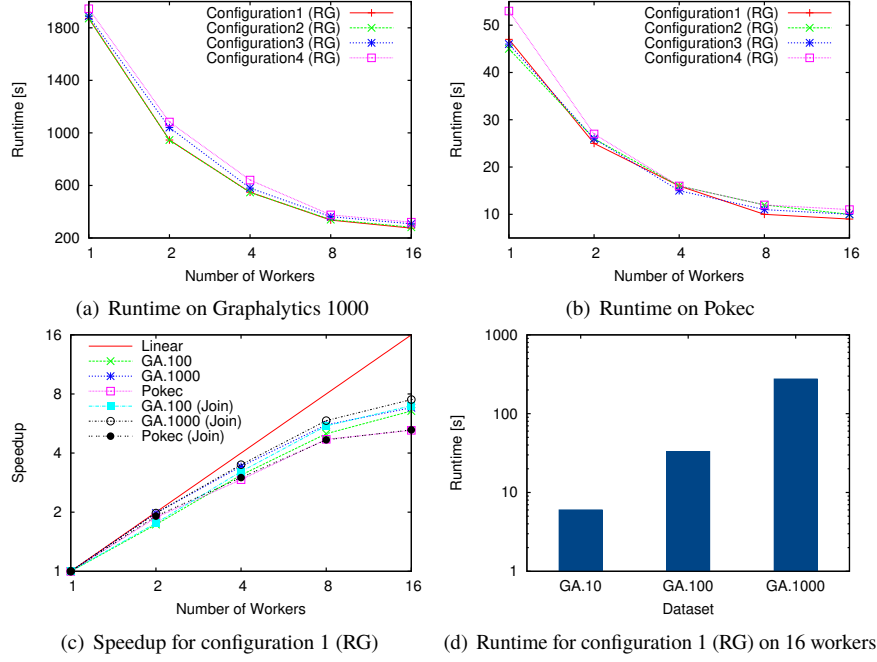 1800
1400
1000
600
200
Runtime [s]
Configuration1 (RG)
Configuration2 (RG)
Configuration3 (RG)
Configuration4 (RG)
1 2 4 8 16
Number of Workers
(a) Runtime on Graphalytics 1000
50
40
30
20
10
Runtime [s]
Configuration1 (RG)
Configuration2 (RG)
Configuration3 (RG)
Configuration4 (RG)
1 2 4 8 16
Number of Workers
(b) Runtime on Pokec
16
8
4
2
1
Speedup
Linear
GA.100
GA.1000
Pokec
GA.100 (Join)
GA.1000 (Join)
Pokec (Join)
1 2 4 8 16
Number of Workers
(c) Speedup for configuration 1 (RG)
1000
100
10
1
Runtime [s]
GA.10 GA.100 GA.1000
Dataset
(d) Runtime for configuration 1 (RG) on 16 workers